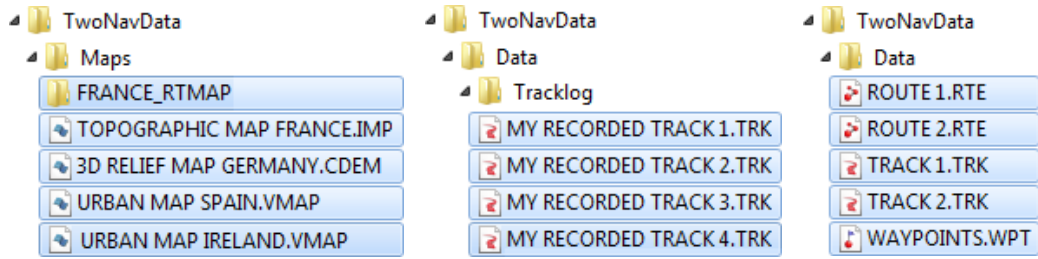 TwoNavData
Maps
FRANCE_RTMAP
TOPOGRAPHIC MAP FRANCE.IMP
3D RELIEF MAP GERMANY.CDEM
URBAN MAP SPAIN.VMAP
URBAN MAP IRELAND.VMAP
TwoNavData
Data
Tracklog
MY RECORDED TRACK 1.TRK
MY RECORDED TRACK 2.TRK
MY RECORDED TRACK 3.TRK
MY RECORDED TRACK 4.TRK
TwoNavData
Data
ROUTE 1.RTE
ROUTE 2.RTE
TRACK 1.TRK
TRACK 2.TRK
WAYPOINTS.WPT